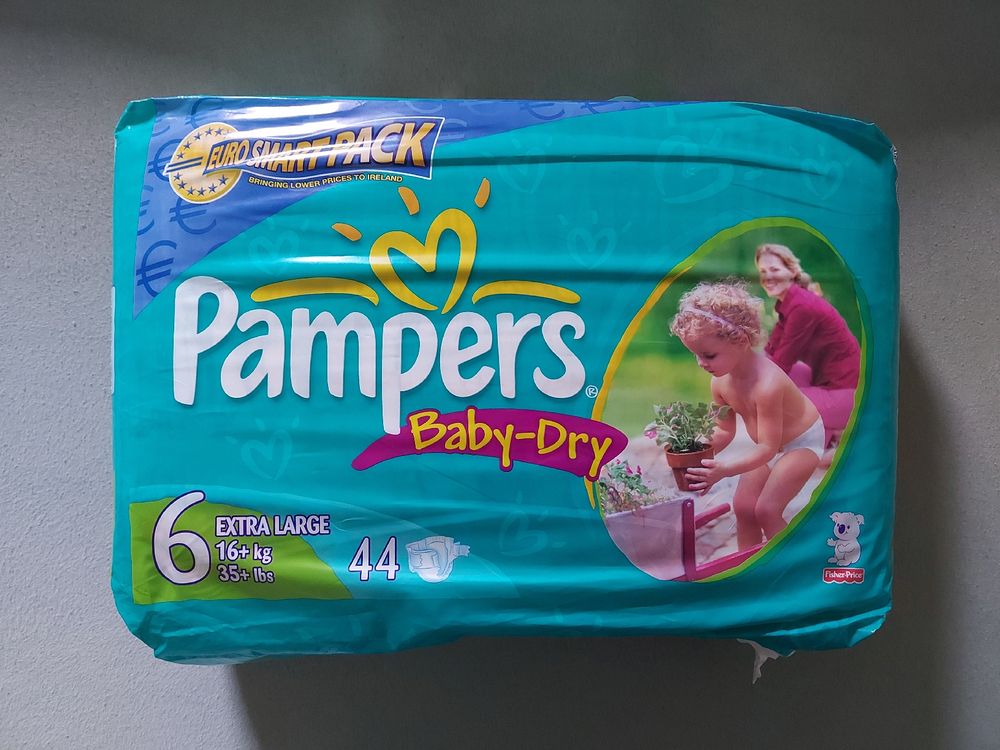 EURO SMART PACK
BRINGING LOWER PRICES TO IRELAND
Pampers®
Baby-Dry
6
EXTRA LARGE
16+ kg
35+ lbs
44
Fisher-Price